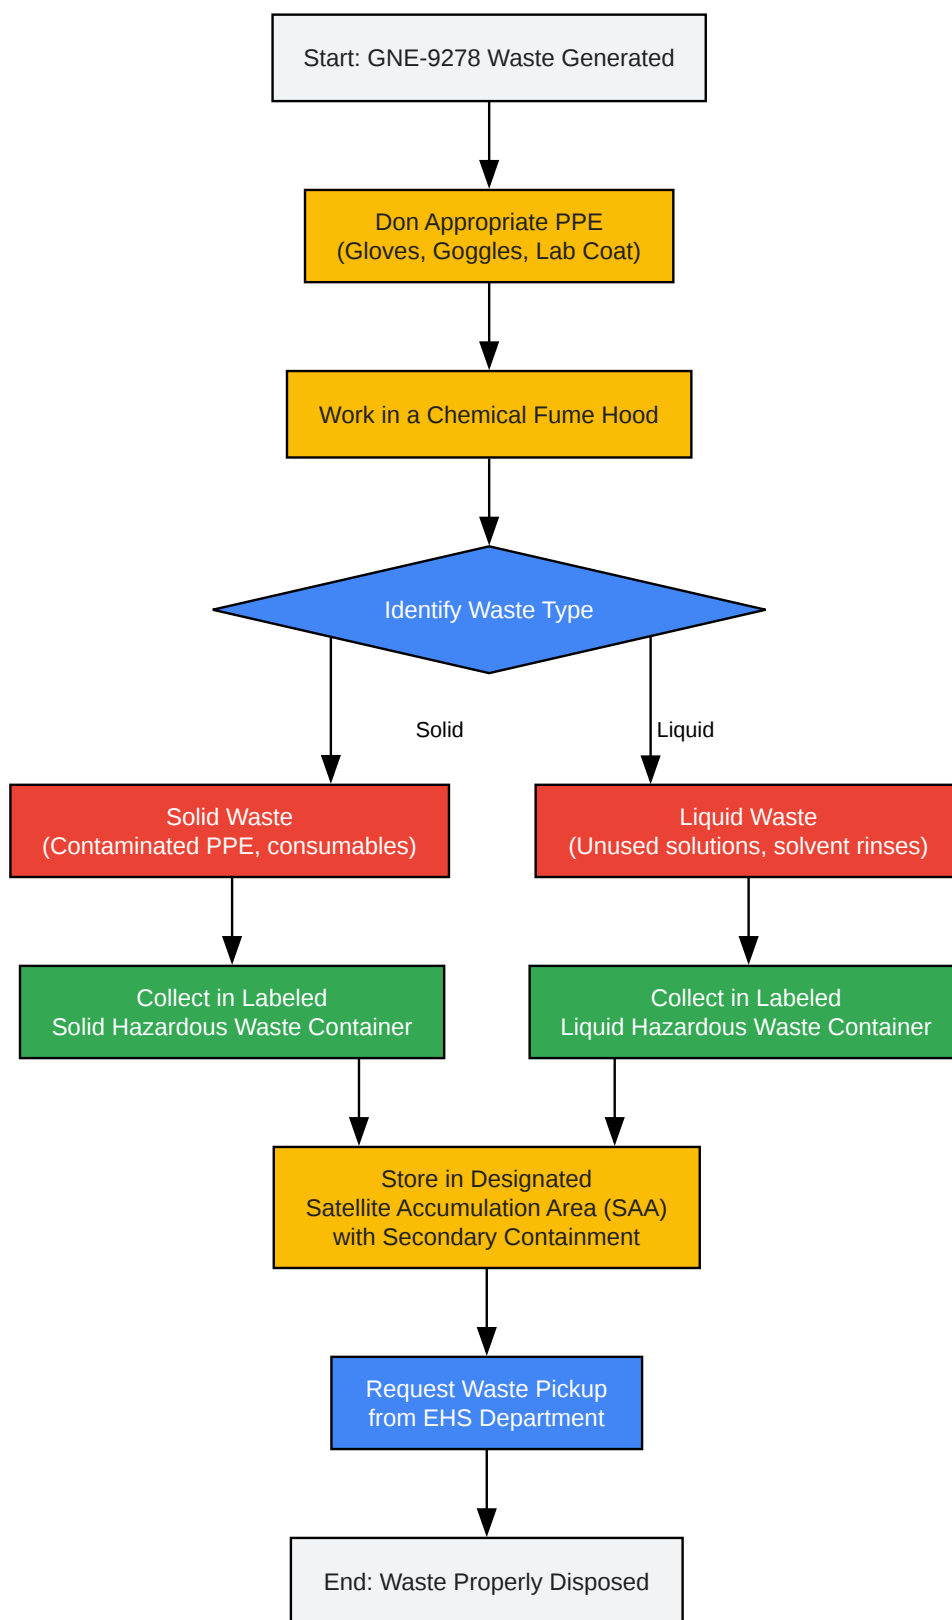 Start: GNE-9278 Waste Generated
Don Appropriate PPE
(Gloves, Goggles, Lab Coat)
Work in a Chemical Fume Hood
Identify Waste Type
Solid
Liquid
Solid Waste
(Contaminated PPE, consumables)
Liquid Waste
(Unused solutions, solvent rinses)
Collect in Labeled
Solid Hazardous Waste Container
Collect in Labeled
Liquid Hazardous Waste Container
Store in Designated
Satellite Accumulation Area (SAA)
with Secondary Containment
Request Waste Pickup
from EHS Department
End: Waste Properly Disposed